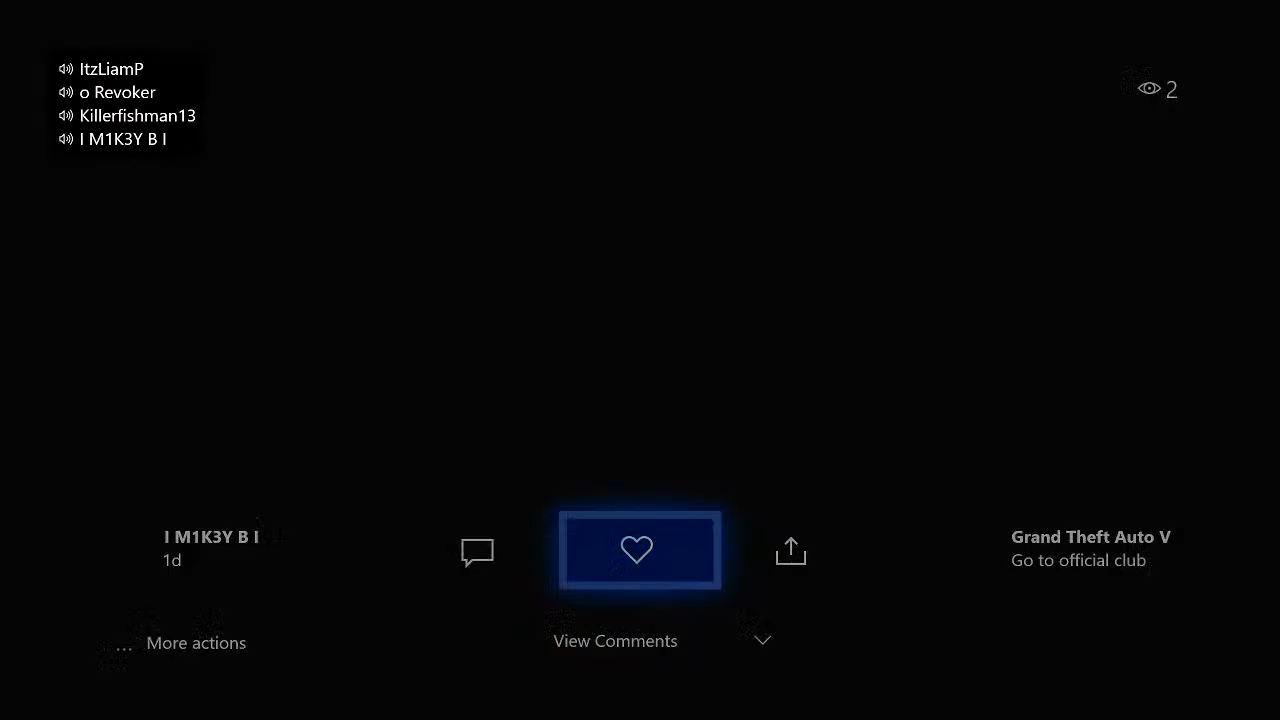 ItzLiamP
o Revoker
Killerfishman13
I M1K3Y B I
2
I M1K3Y B I
1d
Grand Theft Auto V
Go to official club
... More actions
View Comments